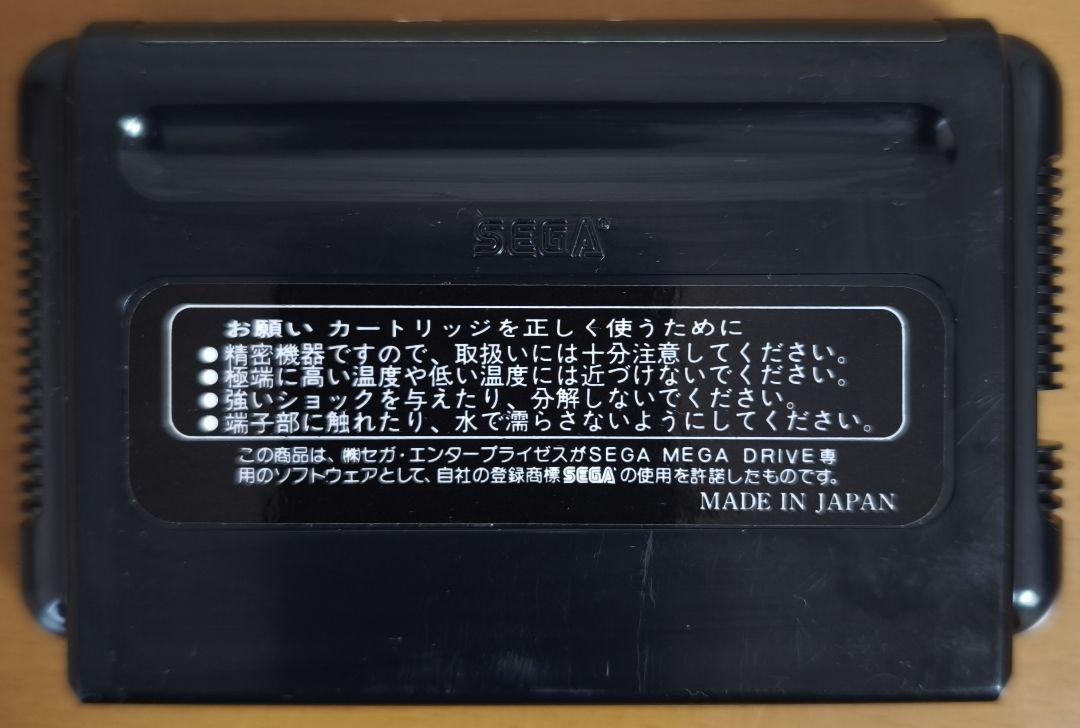 SEGA
お願い カートリッジを正しく使うために
●精密機器ですので、取扱いには十分注意してください。
●極端に高い温度や低い温度には近づけないでください。
●強いショックを与えたり、分解しないでください。
●端子部に触れたり、水で濡らさないようにしてください。
この商品は、㈱セガ・エンタープライゼスがSEGA MEGA DRIVE専
用のソフトウェアとして、自社の登録商標SEGAの使用を許諾したものです。
MADE IN JAPAN